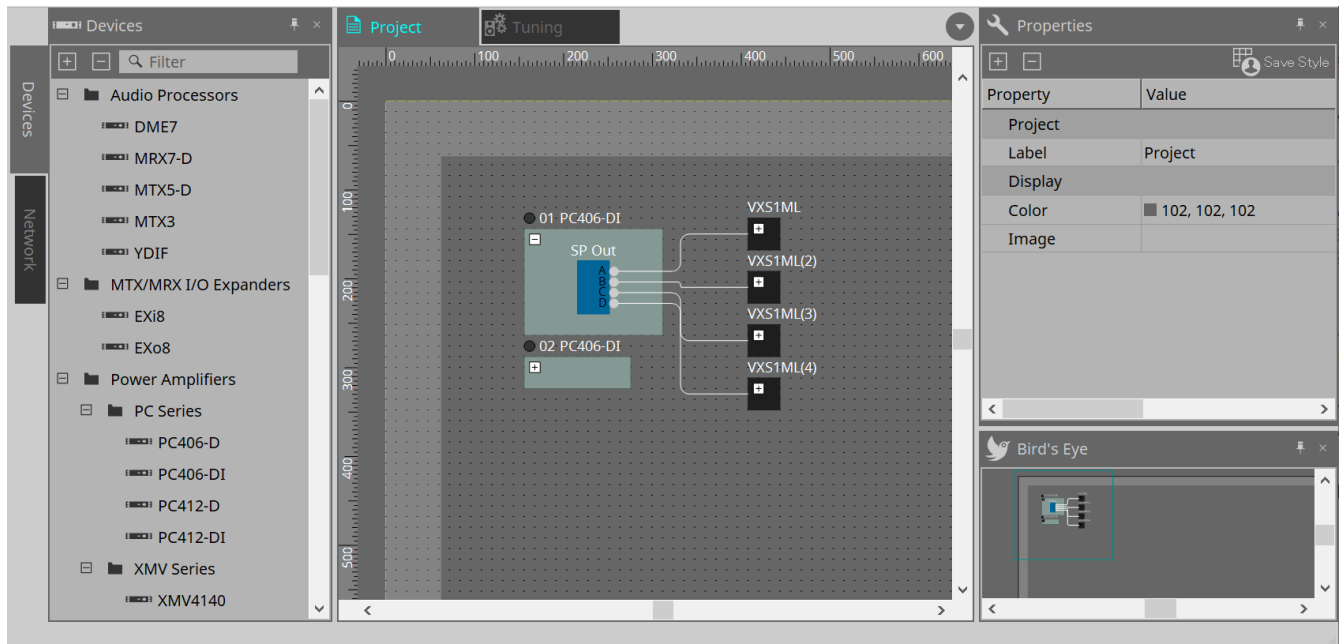 Devices
Filter
Audio Processors
DME7
MRX7-D
MTX5-D
MTX3
YDIF
MTX/MRX I/O Expanders
EXi8
EXo8
Power Amplifiers
PC Series
PC406-D
PC406-DI
PC412-D
PC412-DI
XMV Series
XMV4140
Devices
Network
Project
Tuning
0 100 200 300 400 500 600
0
100
200
300
400
500
01 PC406-DI
SP Out
A
B
C
D
02 PC406-DI
VXS1ML
VXS1ML(2)
VXS1ML(3)
VXS1ML(4)
Properties
Save Style
Property Value
Project
Label Project
Display
Color 102, 102, 102
Image
Bird's Eye